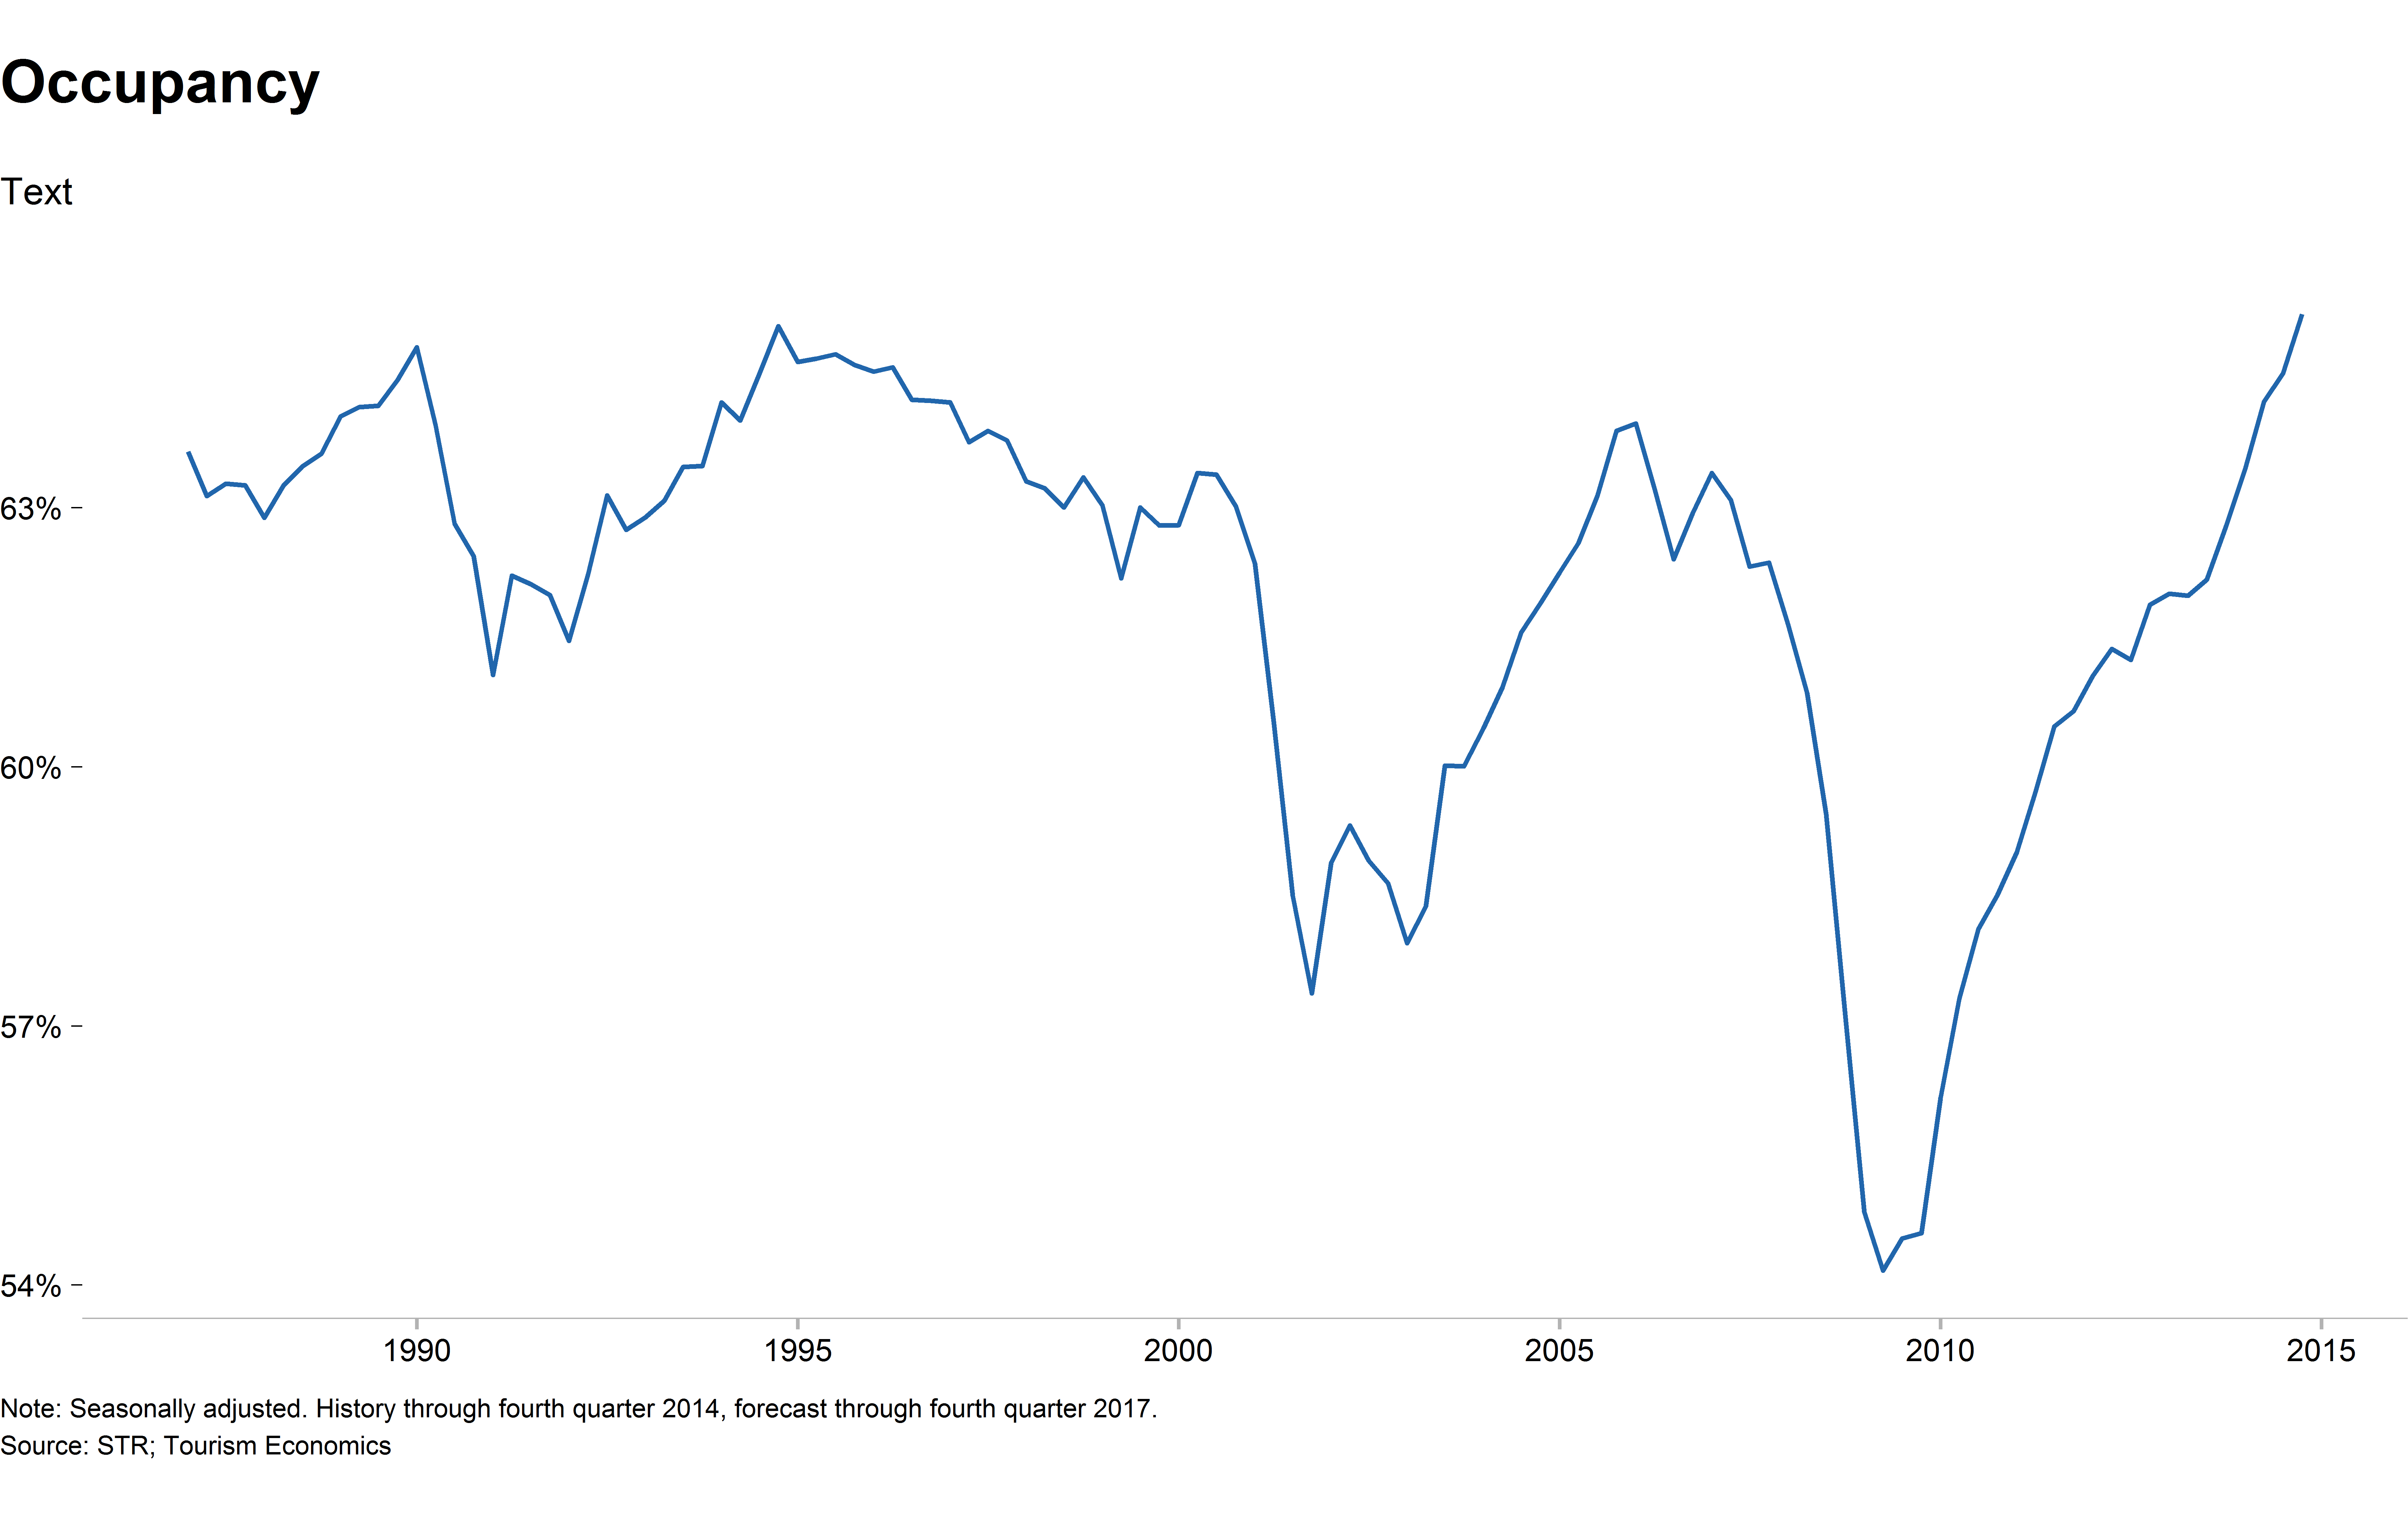 Occupancy
Text
63%
60%
57%
54%
1990 1995 2000 2005 2010 2015
Note: Seasonally adjusted. History through fourth quarter 2014, forecast through fourth quarter 2017.
Source: STR; Tourism Economics